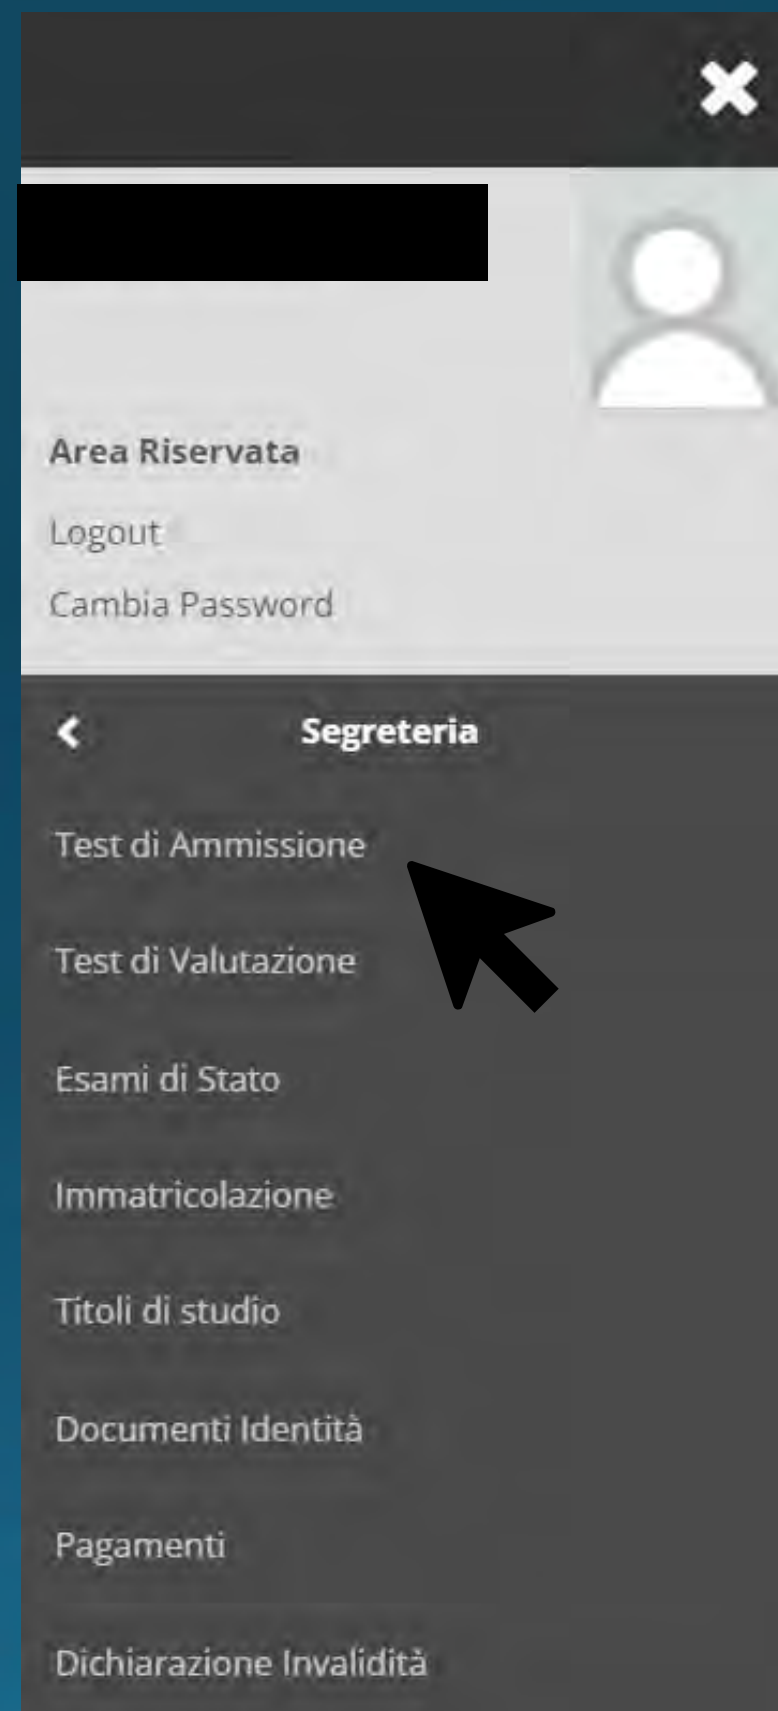 Area Riservata
Logout
Cambia Password
Segreteria
Test di Ammissione
Test di Valutazione
Esami di Stato
Immatricolazione
Titoli di studio
Documenti Identità
Pagamenti
Dichiarazione Invalidità